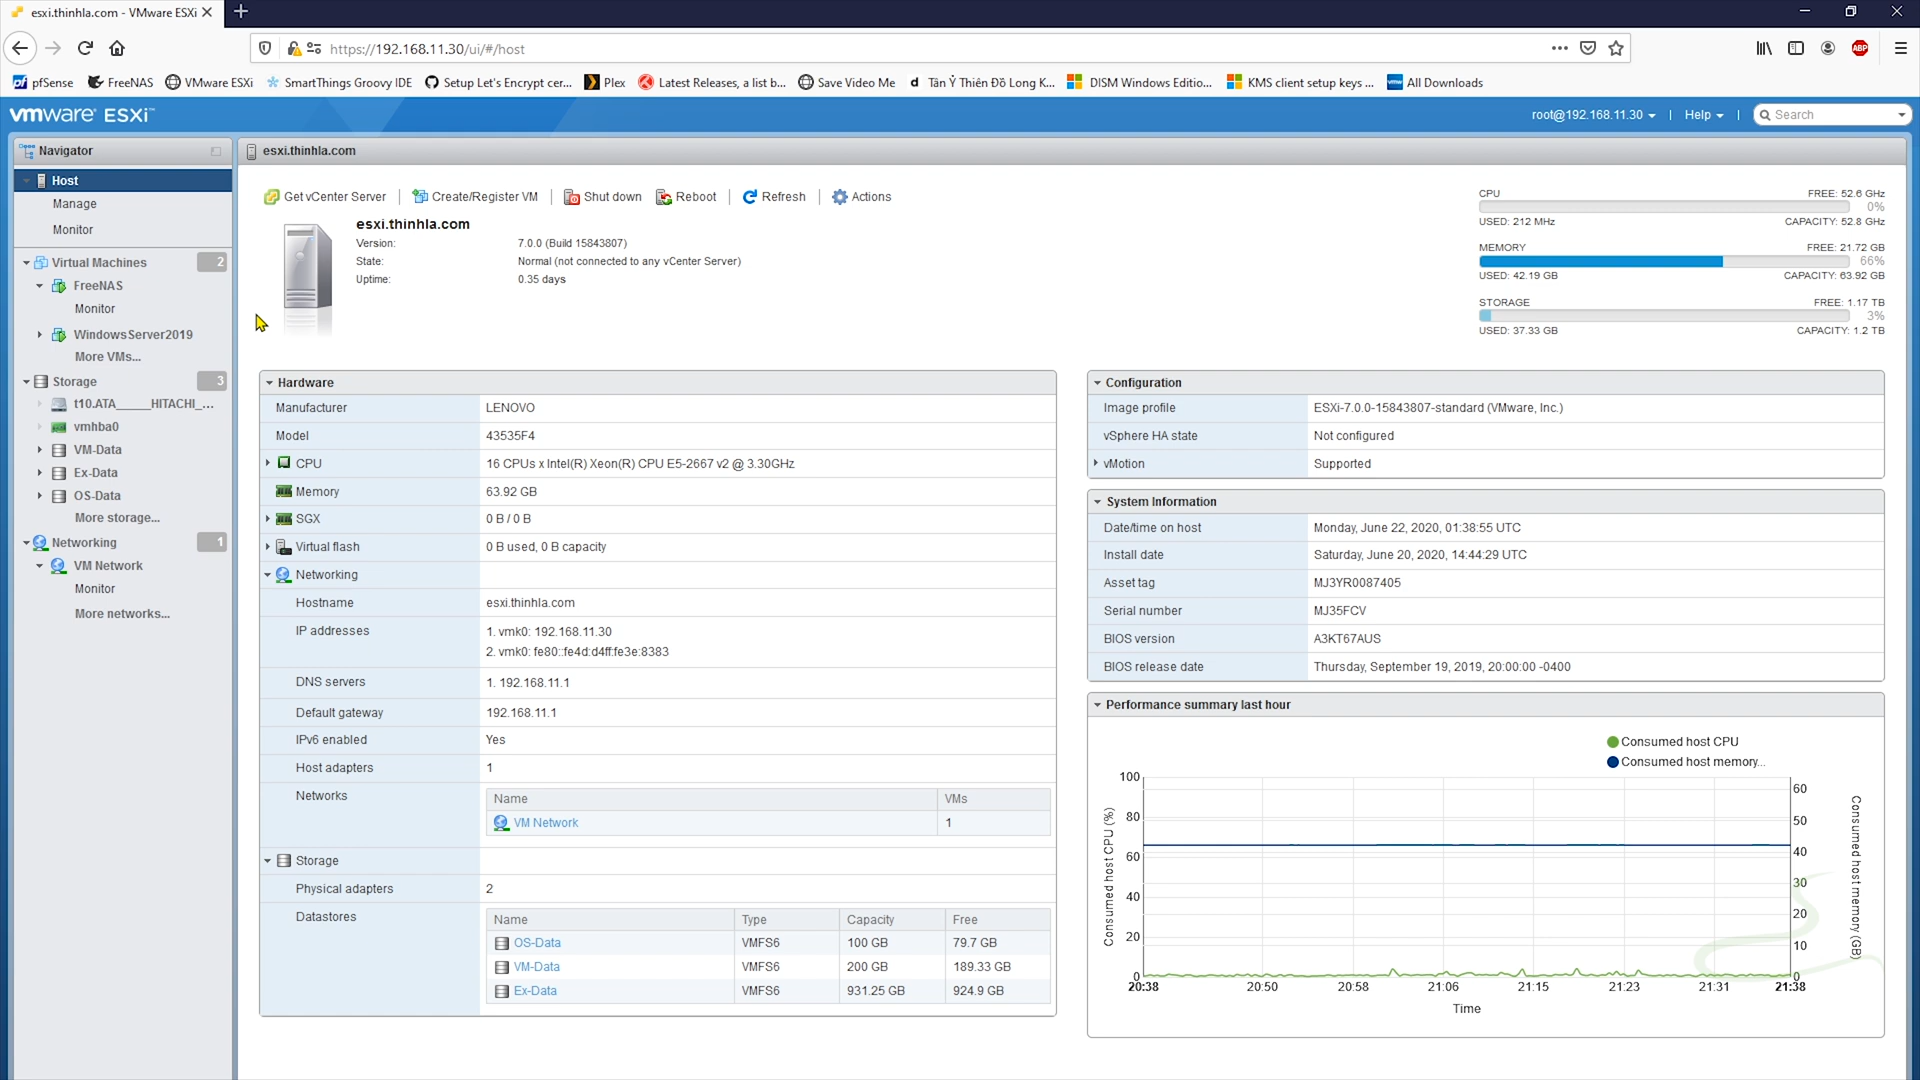 esxi.thinhla.com - VMware ESXi
https://192.168.11.30/ui/#/host
pfSense FreeNAS VMware ESXi SmartThings Groovy IDE Setup Let's Encrypt cer... Plex Latest Releases, a list b... Save Video Me Tân Ỷ Thiên Đồ Long K... DISM Windows Edition... KMS client setup keys ... All Downloads
vmware ESXi
root@192.168.11.30 | Help | Search
Navigator
esxi.thinhla.com
Host
Manage
Monitor
Virtual Machines 2
FreeNAS
Monitor
WindowsServer2019
More VMs...
Storage 3
t10.ATA_____HITACHI_...
vmhba0
VM-Data
Ex-Data
OS-Data
More storage...
Networking 1
VM Network
Monitor
More networks...
Get vCenter Server | Create/Register VM | Shut down Reboot | Refresh | Actions
esxi.thinhla.com
Version: 7.0.0 (Build 15843807)
State: Normal (not connected to any vCenter Server)
Uptime: 0.35 days
CPU FREE: 52.6 GHz
0%
USED: 212 MHz CAPACITY: 52.8 GHz
MEMORY FREE: 21.72 GB
66%
USED: 42.19 GB CAPACITY: 63.92 GB
STORAGE FREE: 1.17 TB
3%
USED: 37.33 GB CAPACITY: 1.2 TB
Hardware
Manufacturer LENOVO
Model 43535F4
CPU 16 CPUs x Intel(R) Xeon(R) CPU E5-2667 v2 @ 3.30GHz
Memory 63.92 GB
SGX 0 B / 0 B
Virtual flash 0 B used, 0 B capacity
Networking
Hostname esxi.thinhla.com
IP addresses 1. vmk0: 192.168.11.30
2. vmk0: fe80::fe4d:d4ff:fe3e:8383
DNS servers 1. 192.168.11.1
Default gateway 192.168.11.1
IPv6 enabled Yes
Host adapters 1
Networks Name VMs
VM Network 1
Storage
Physical adapters 2
Datastores Name Type Capacity Free
OS-Data VMFS6 100 GB 79.7 GB
VM-Data VMFS6 200 GB 189.33 GB
Ex-Data VMFS6 931.25 GB 924.9 GB
Configuration
Image profile ESXi-7.0.0-15843807-standard (VMware, Inc.)
vSphere HA state Not configured
vMotion Supported
System Information
Date/time on host Monday, June 22, 2020, 01:38:55 UTC
Install date Saturday, June 20, 2020, 14:44:29 UTC
Asset tag MJ3YR0087405
Serial number MJ35FCV
BIOS version A3KT67AUS
BIOS release date Thursday, September 19, 2019, 20:00:00 -0400
Performance summary last hour
Consumed host CPU
Consumed host memory...
Consumed host CPU (%)
100
80
60
40
20
0
60
50
40
30
20
10
0
Consumed host memory (GB)
20:38 20:50 20:58 21:06 21:15 21:23 21:31 21:38
Time